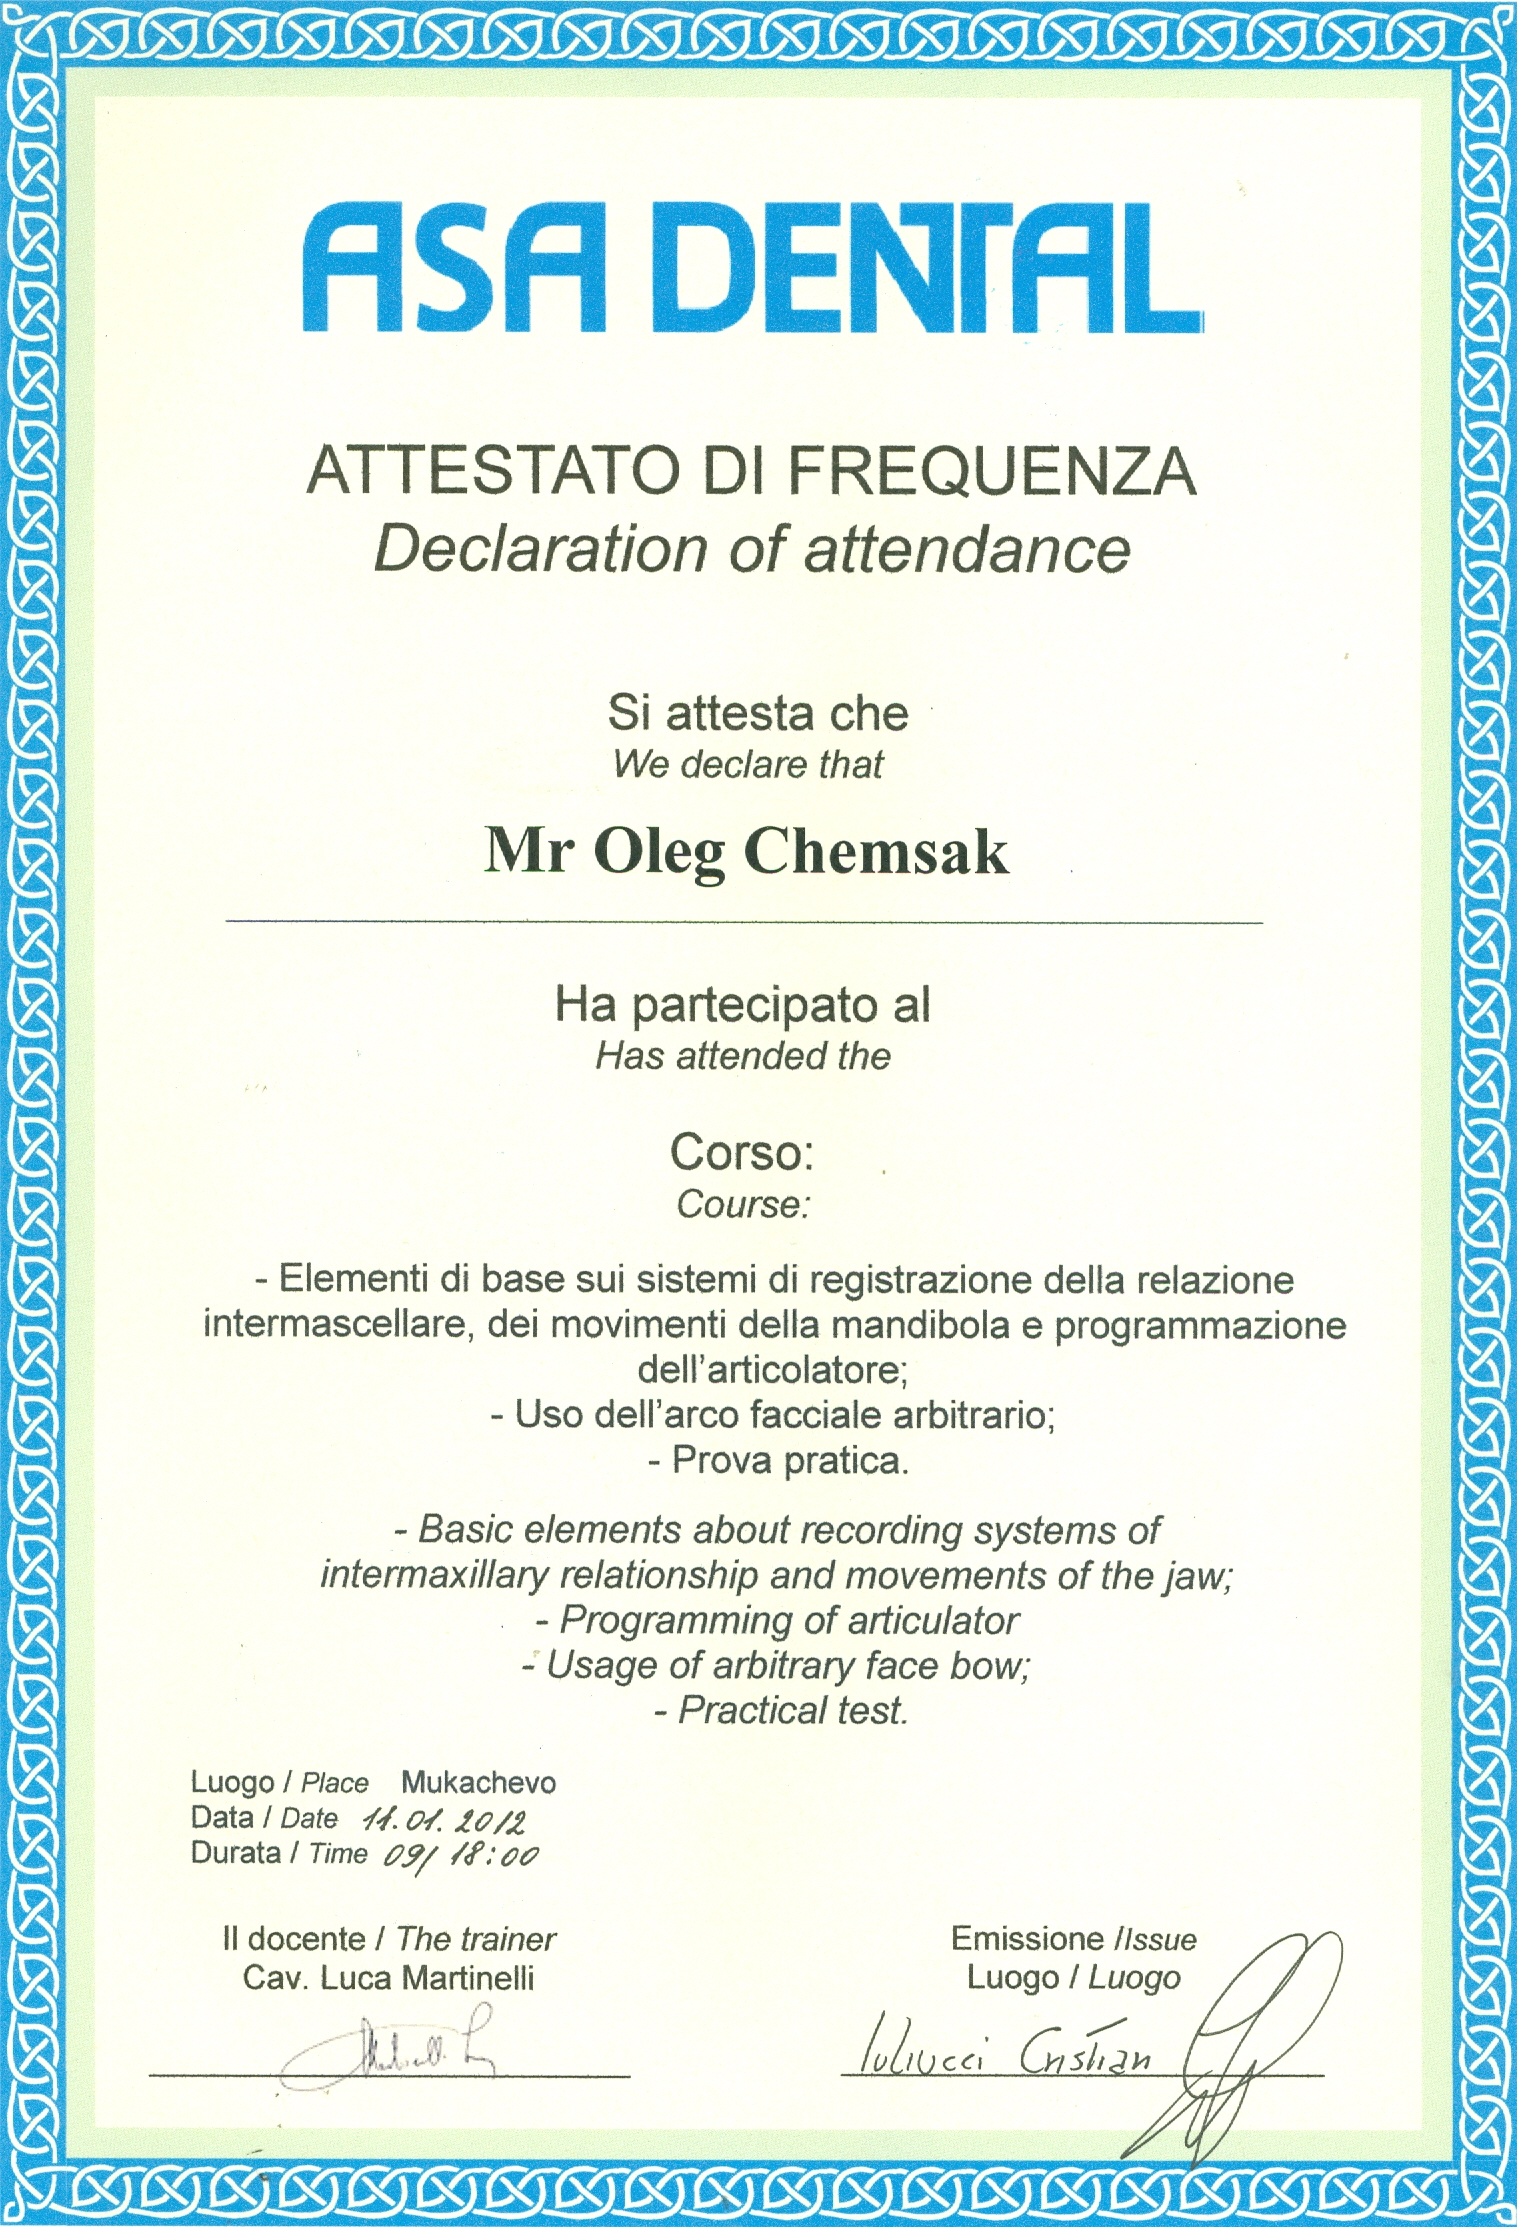 ASA DENTAL
ATTESTATO DI FREQUENZA
Declaration of attendance
Si attesta che
We declare that
Mr Oleg Chemsak
Ha partecipato al
Has attended the
Corso:
Course:
- Elementi di base sui sistemi di registrazione della relazione
intermascellare, dei movimenti della mandibola e programmazione
dell'articolatore;
- Uso dell'arco facciale arbitrario;
- Prova pratica.
- Basic elements about recording systems of
intermaxillary relationship and movements of the jaw;
- Programming of articulator
- Usage of arbitrary face bow;
- Practical test.
Luogo / Place Mukachevo
Data / Date 11.01.2012
Durata / Time 09/ 18:00
Il docente / The trainer
Cav. Luca Martinelli
Emissione /Issue
Luogo / Luogo
Cristian